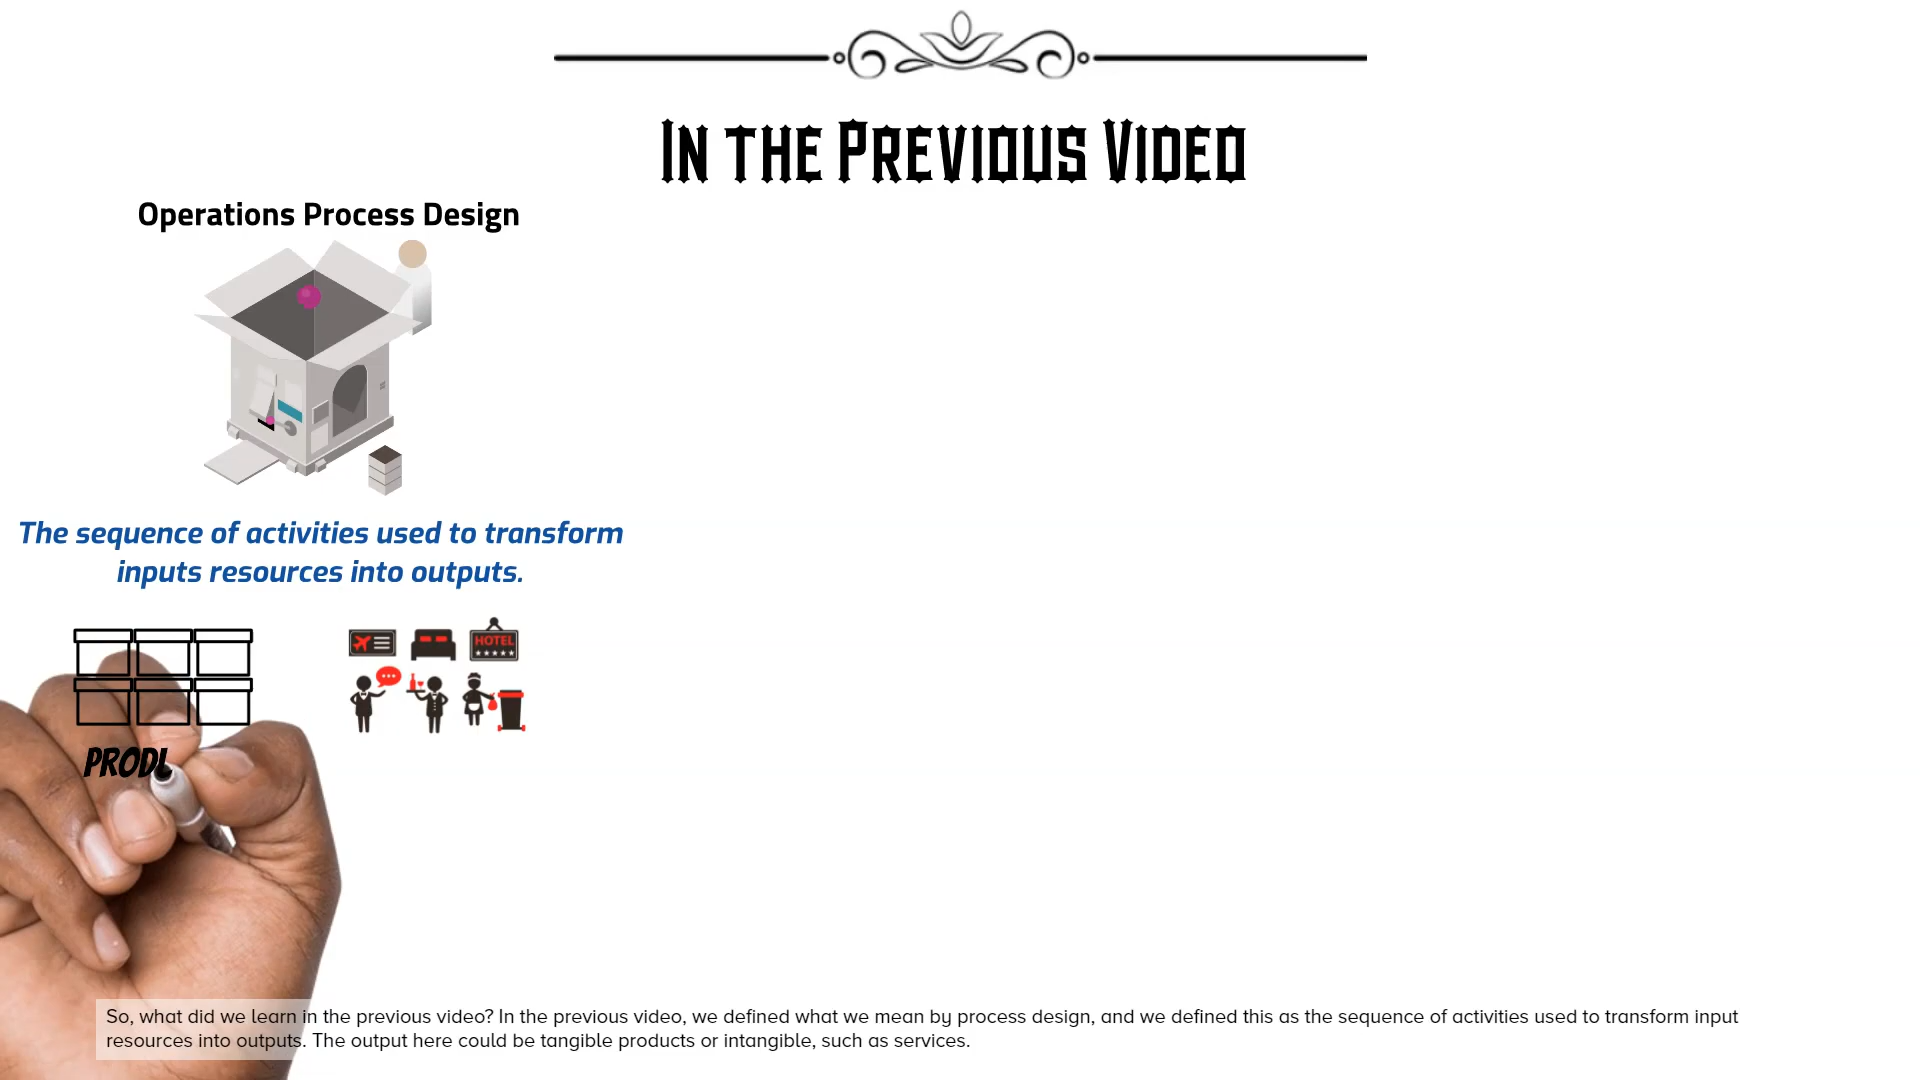 In the Previous Video
Operations Process Design
The sequence of activities used to transform
inputs resources into outputs.
HOTEL
So, what did we learn in the previous video? In the previous video, we defined what we mean by process design, and we defined this as the sequence of activities used to transform input
resources into outputs. The output here could be tangible products or intangible, such as services.